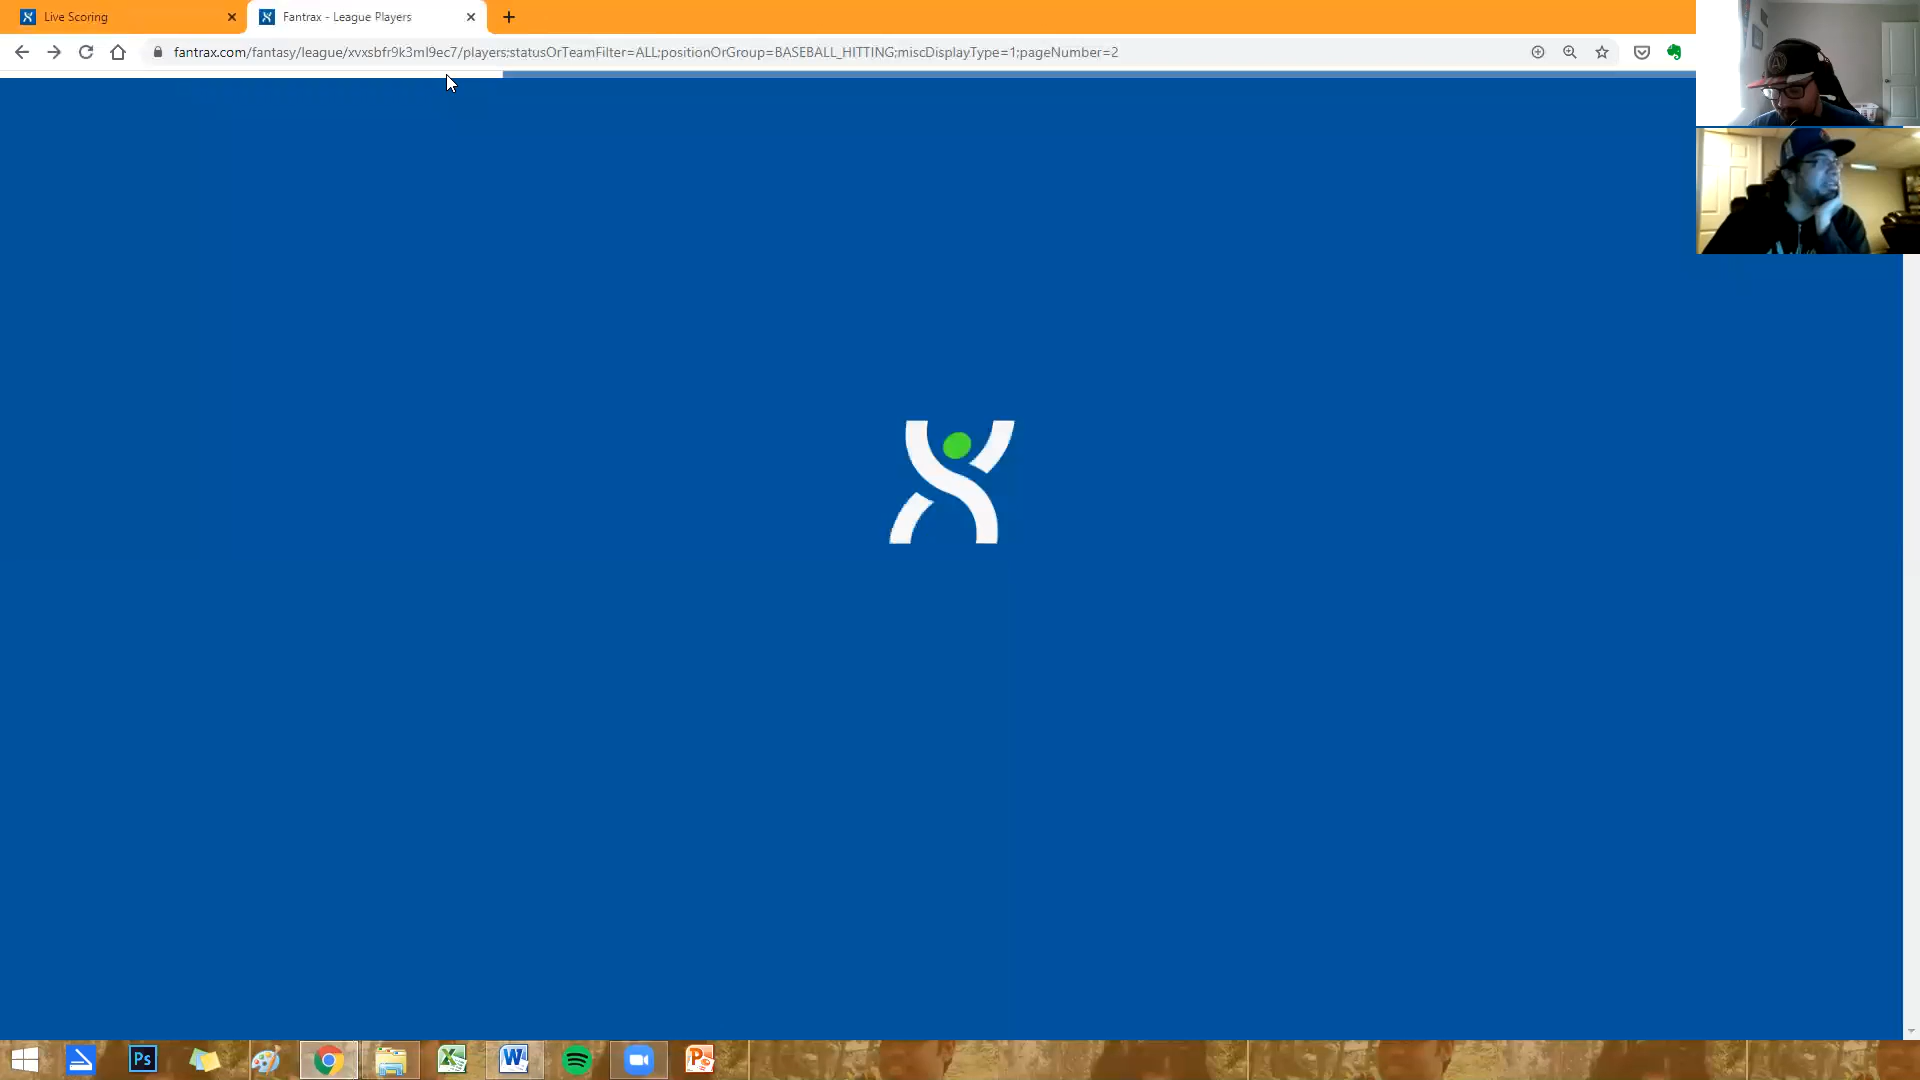 Live Scoring
Fantrax - League Players
fantrax.com/fantasy/league/xvxsbfr9k3ml9ec7/players;statusOrTeamFilter=ALL;positionOrGroup=BASEBALL_HITTING;miscDisplayType=1;pageNumber=2
Ps